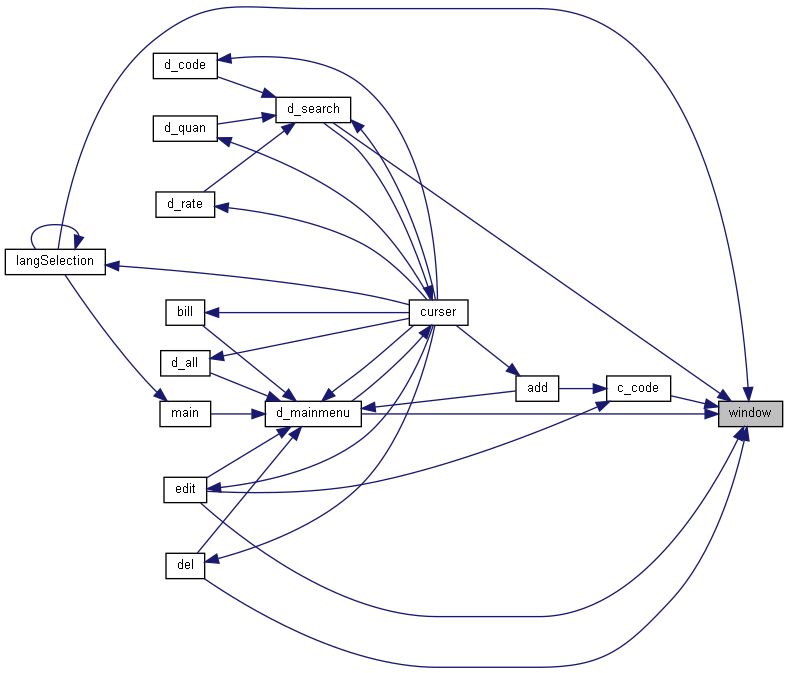 d_code
d_search
d_quan
d_rate
langSelection
bill
curser
d_all
add
c_code
main
d_mainmenu
window
edit
del